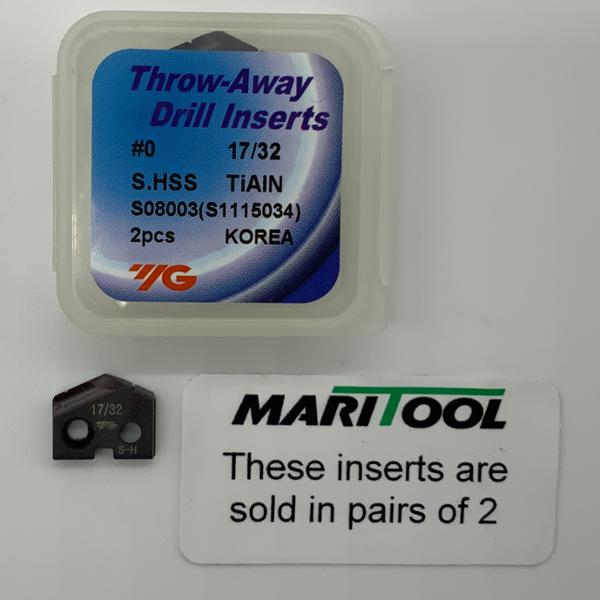 Throw-Away
Drill Inserts
#0 17/32
S.HSS TiAlN
S08003(S1115034)
2pcs KOREA
YG
17/32
YG
S-H
MARITOOL
These inserts are
sold in pairs of 2